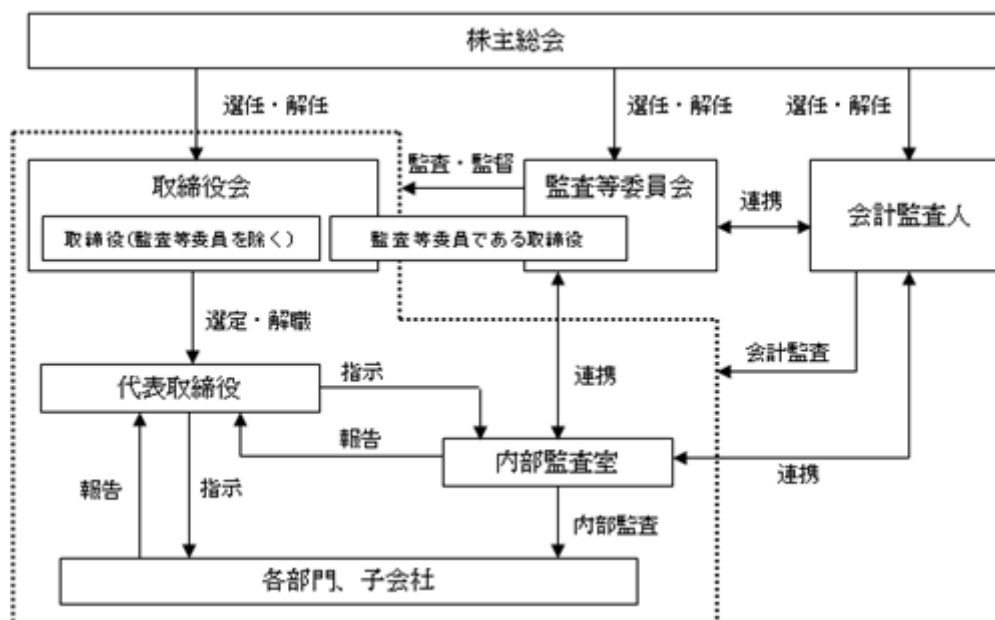 株主総会
選任・解任
選任・解任
選任・解任
監査・監督
取締役会
監査等委員会
会計監査人
連携
取締役(監査等委員を除く)
監査等委員である取締役
選定・解職
会計監査
代表取締役
指示
連携
報告
内部監査室
連携
報告
指示
内部監査
各部門、子会社